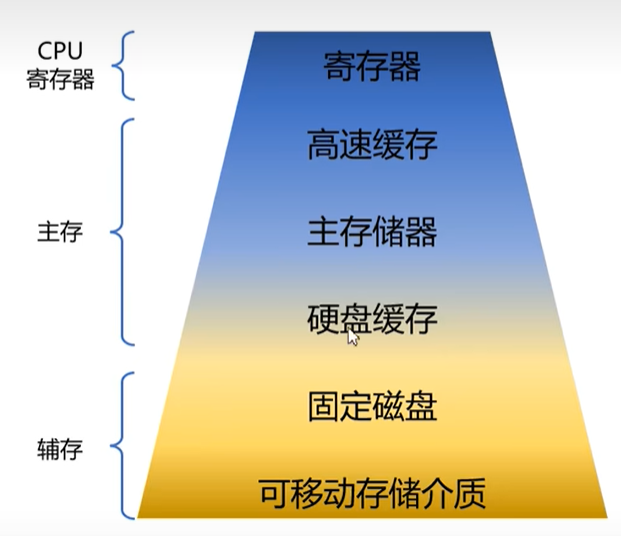 CPU
寄存器
寄存器
高速缓存
主存
主存储器
硬盘缓存
固定磁盘
辅存
可移动存储介质